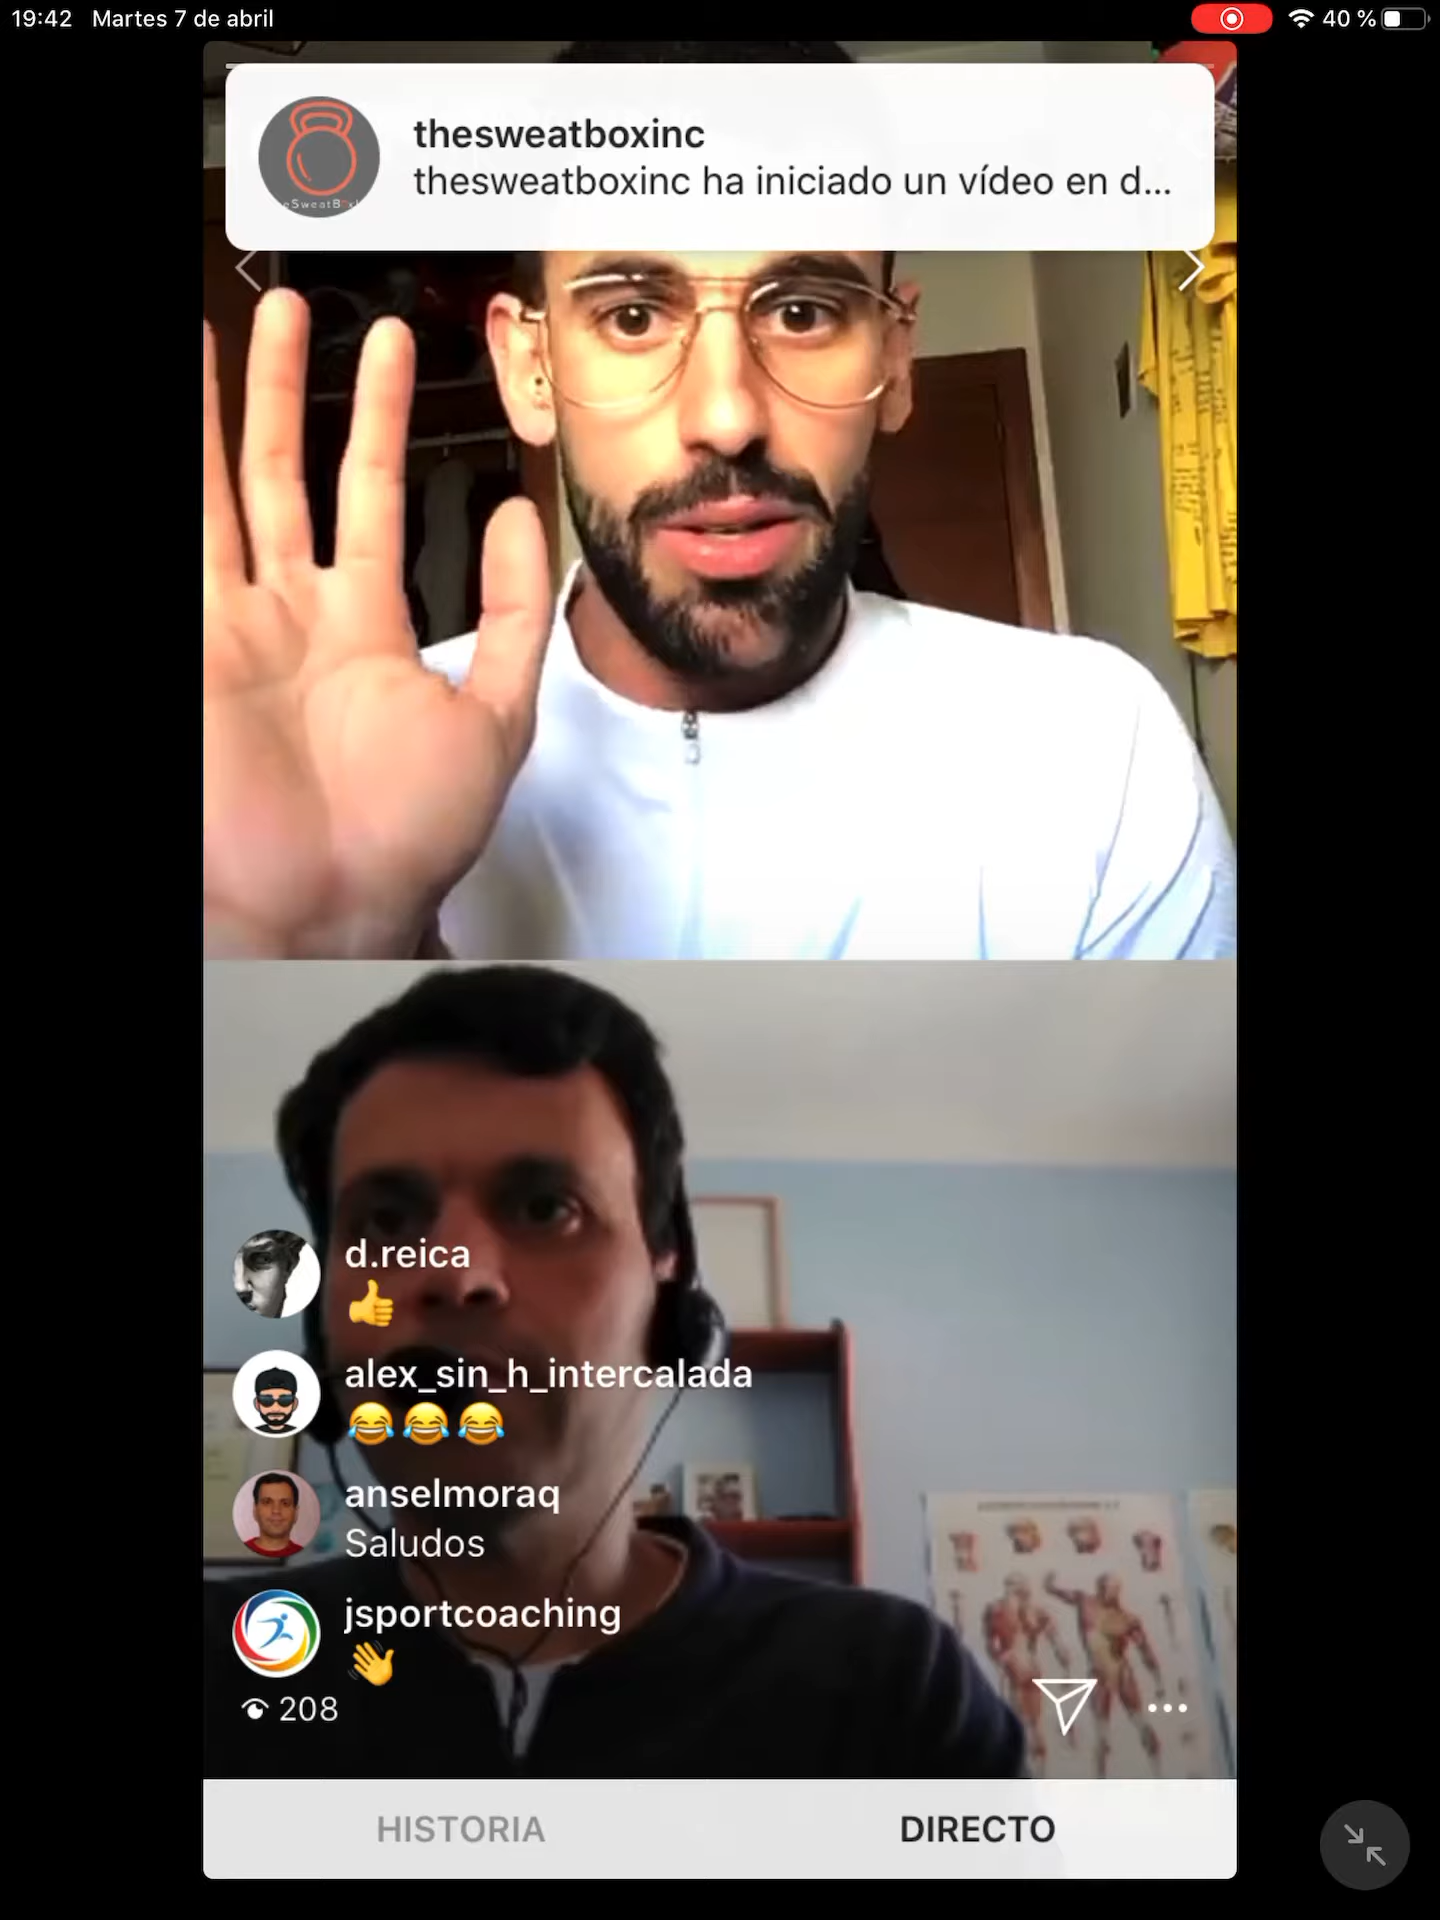 19:42 Martes 7 de abril
40 %
thesweatboxinc
thesweatboxinc ha iniciado un vídeo en d...
eSweatB
d.reica
👍
alex_sin_h_intercalada
😂😂😂
anselmoraq
Saludos
jsportcoaching
👋
208
HISTORIA
DIRECTO